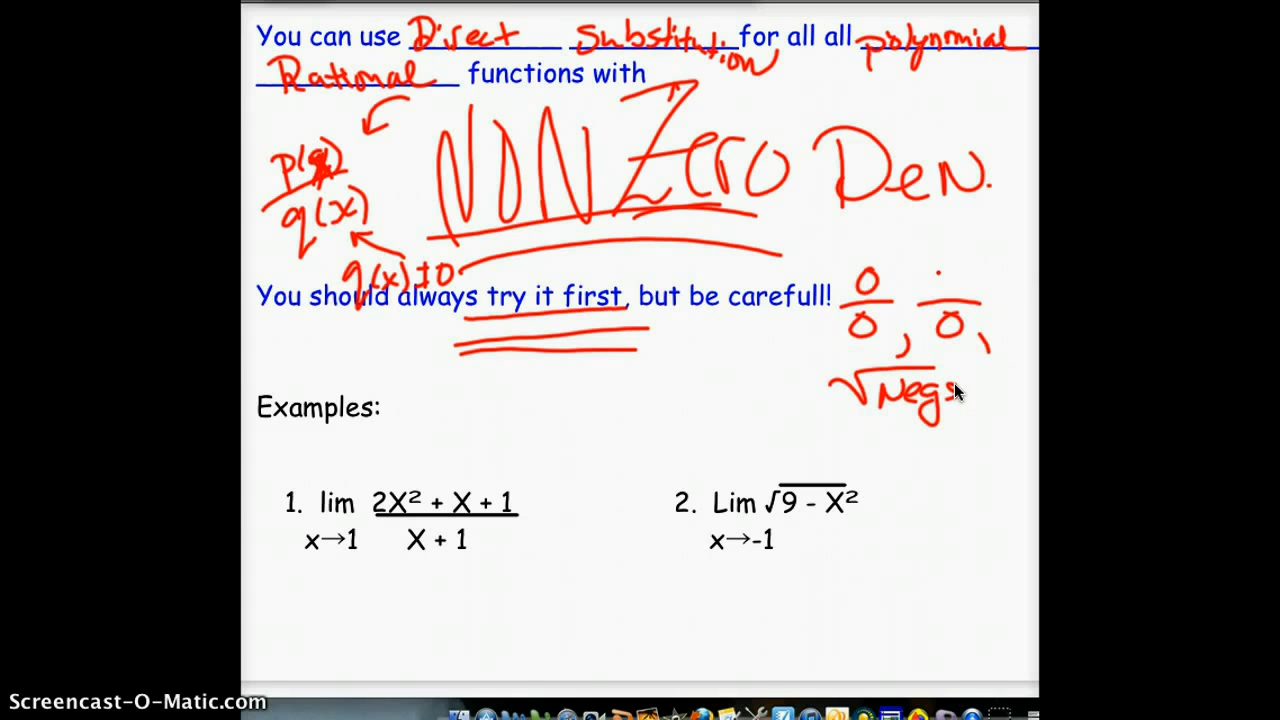 You can use Direct Substitution for all all polynomial
Rational functions with
NON Zero Den.
p(x)
q(x)
q(x) ≠ 0
You should always try it first, but be carefull!
0/0, ./0,
√Negs
Examples:
1. lim 2X² + X + 1
x→1 X + 1
2. Lim √9 - X²
x→-1
Screencast-O-Matic.com